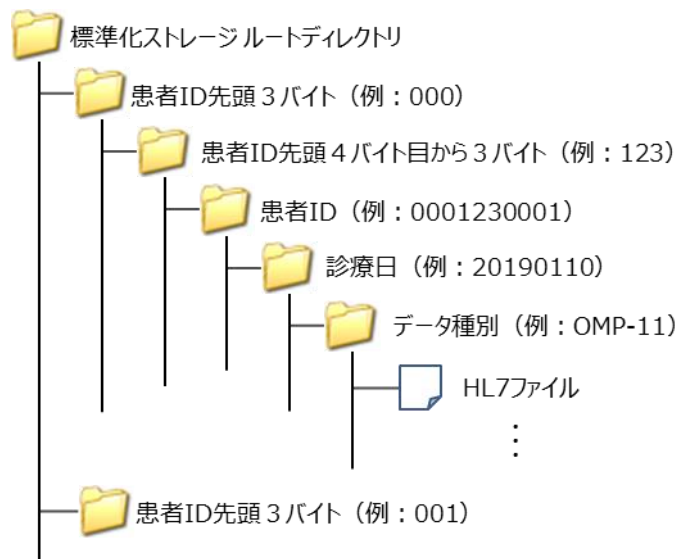 標準化ストレージ ルートディレクトリ
患者ID先頭３バイト（例：000）
患者ID先頭４バイト目から３バイト（例：123）
患者ID（例：0001230001）
診療日（例：20190110）
データ種別（例：OMP-11）
HL7ファイル
⋮
患者ID先頭３バイト（例：001）